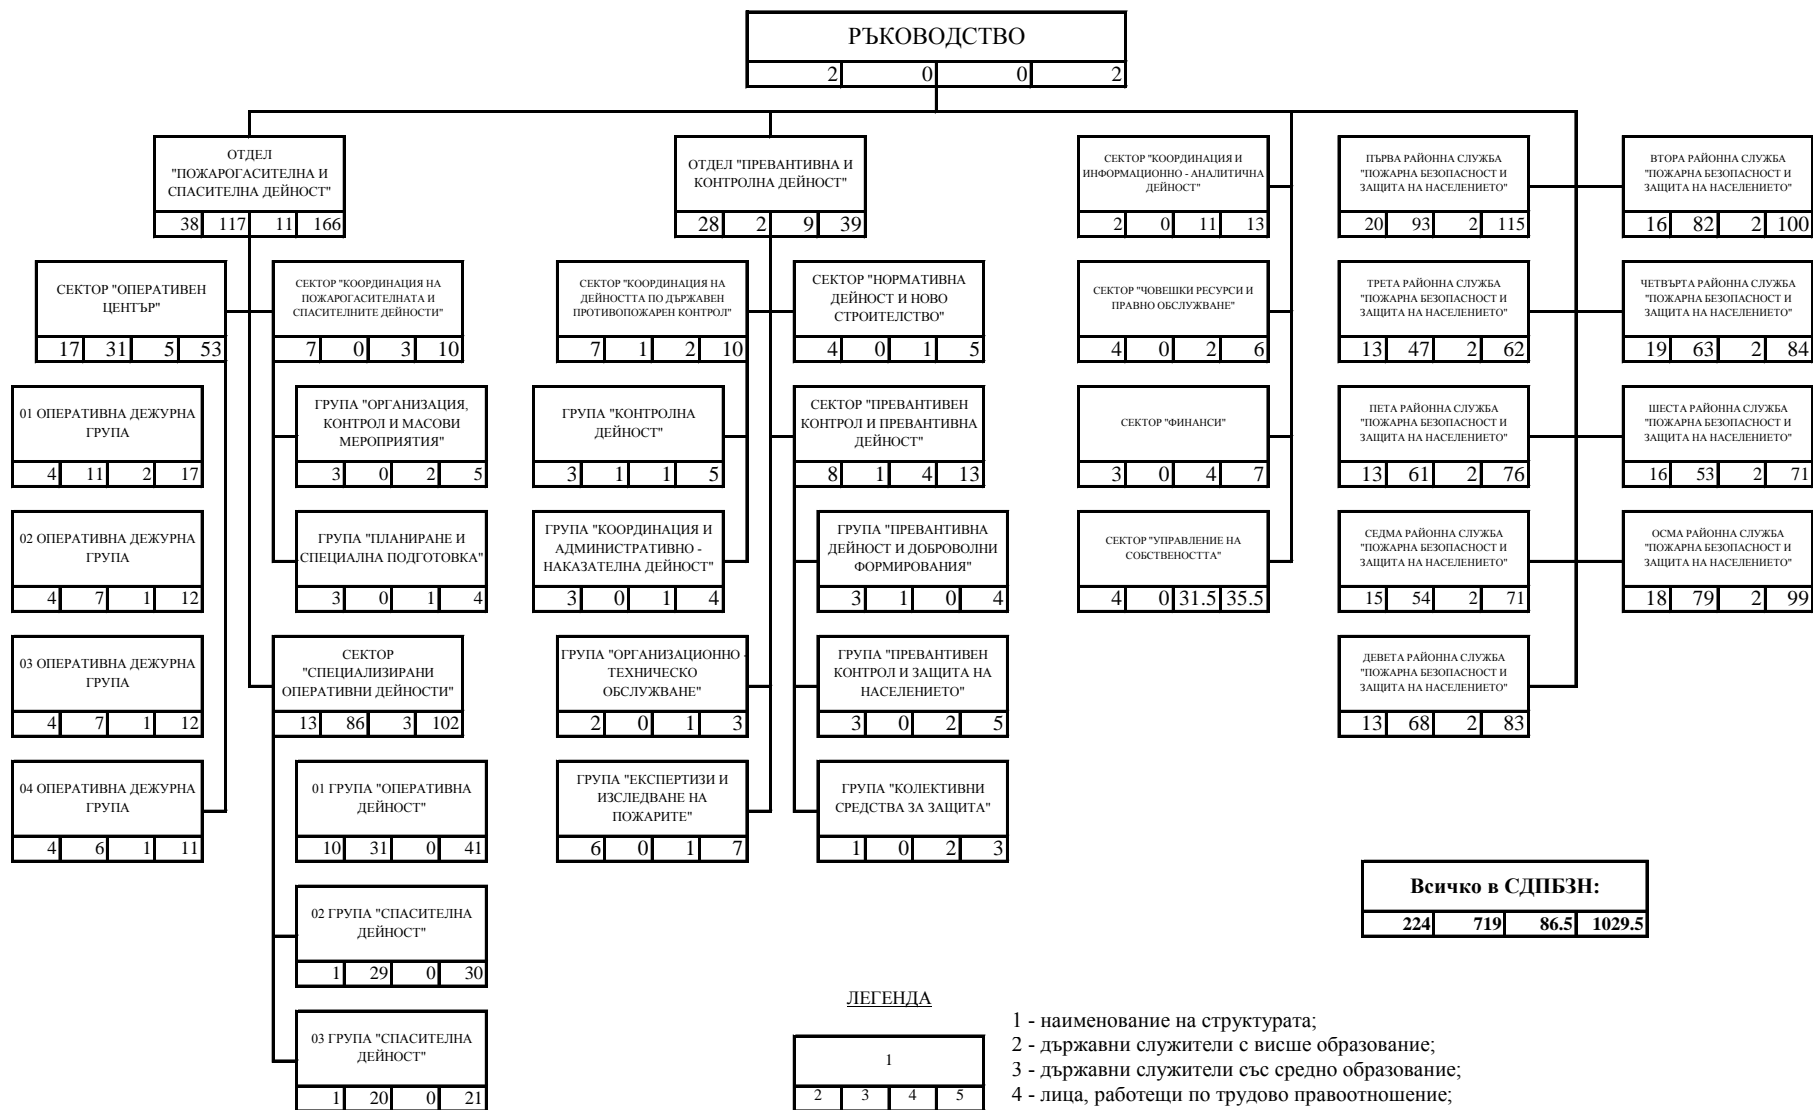 РЪКОВОДСТВО
2 0 0 2
ОТДЕЛ
"ПОЖАРОГАСИТЕЛНА И
СПАСИТЕЛНА ДЕЙНОСТ"
38 117 11 166
ОТДЕЛ "ПРЕВАНТИВНА И
КОНТРОЛНА ДЕЙНОСТ"
28 2 9 39
СЕКТОР "КООРДИНАЦИЯ И
ИНФОРМАЦИОННО - АНАЛИТИЧНА
ДЕЙНОСТ"
2 0 11 13
ПЪРВА РАЙОННА СЛУЖБА
"ПОЖАРНА БЕЗОПАСНОСТ И
ЗАЩИТА НА НАСЕЛЕНИЕТО"
20 93 2 115
ВТОРА РАЙОННА СЛУЖБА
"ПОЖАРНА БЕЗОПАСНОСТ И
ЗАЩИТА НА НАСЕЛЕНИЕТО"
16 82 2 100
СЕКТОР "ОПЕРАТИВЕН
ЦЕНТЪР"
17 31 5 53
СЕКТОР "КООРДИНАЦИЯ НА
ПОЖАРОГАСИТЕЛНАТА И
СПАСИТЕЛНИТЕ ДЕЙНОСТИ"
7 0 3 10
СЕКТОР "КООРДИНАЦИЯ НА
ДЕЙНОСТТА ПО ДЪРЖАВЕН
ПРОТИВОПОЖАРЕН КОНТРОЛ"
7 1 2 10
СЕКТОР "НОРМАТИВНА
ДЕЙНОСТ И НОВО
СТРОИТЕЛСТВО"
4 0 1 5
СЕКТОР "ЧОВЕШКИ РЕСУРСИ И
ПРАВНО ОБСЛУЖВАНЕ"
4 0 2 6
ТРЕТА РАЙОННА СЛУЖБА
"ПОЖАРНА БЕЗОПАСНОСТ И
ЗАЩИТА НА НАСЕЛЕНИЕТО"
13 47 2 62
ЧЕТВЪРТА РАЙОННА СЛУЖБА
"ПОЖАРНА БЕЗОПАСНОСТ И
ЗАЩИТА НА НАСЕЛЕНИЕТО"
19 63 2 84
01 ОПЕРАТИВНА ДЕЖУРНА
ГРУПА
4 11 2 17
ГРУПА "ОРГАНИЗАЦИЯ,
КОНТРОЛ И МАСОВИ
МЕРОПРИЯТИЯ"
3 0 2 5
ГРУПА "КОНТРОЛНА
ДЕЙНОСТ"
3 1 1 5
СЕКТОР "ПРЕВАНТИВЕН
КОНТРОЛ И ПРЕВАНТИВНА
ДЕЙНОСТ"
8 1 4 13
СЕКТОР "ФИНАНСИ"
3 0 4 7
ПЕТА РАЙОННА СЛУЖБА
"ПОЖАРНА БЕЗОПАСНОСТ И
ЗАЩИТА НА НАСЕЛЕНИЕТО"
13 61 2 76
ШЕСТА РАЙОННА СЛУЖБА
"ПОЖАРНА БЕЗОПАСНОСТ И
ЗАЩИТА НА НАСЕЛЕНИЕТО"
16 53 2 71
02 ОПЕРАТИВНА ДЕЖУРНА
ГРУПА
4 7 1 12
ГРУПА "ПЛАНИРАНЕ И
СПЕЦИАЛНА ПОДГОТОВКА"
3 0 1 4
ГРУПА "КООРДИНАЦИЯ И
АДМИНИСТРАТИВНО -
НАКАЗАТЕЛНА ДЕЙНОСТ"
3 0 1 4
ГРУПА "ПРЕВАНТИВНА
ДЕЙНОСТ И ДОБРОВОЛНИ
ФОРМИРОВАНИЯ"
3 1 0 4
СЕКТОР "УПРАВЛЕНИЕ НА
СОБСТВЕНОСТТА"
4 0 31.5 35.5
СЕДМА РАЙОННА СЛУЖБА
"ПОЖАРНА БЕЗОПАСНОСТ И
ЗАЩИТА НА НАСЕЛЕНИЕТО"
15 54 2 71
ОСМА РАЙОННА СЛУЖБА
"ПОЖАРНА БЕЗОПАСНОСТ И
ЗАЩИТА НА НАСЕЛЕНИЕТО"
18 79 2 99
03 ОПЕРАТИВНА ДЕЖУРНА
ГРУПА
4 7 1 12
СЕКТОР
"СПЕЦИАЛИЗИРАНИ
ОПЕРАТИВНИ ДЕЙНОСТИ"
13 86 3 102
ГРУПА "ОРГАНИЗАЦИОННО -
ТЕХНИЧЕСКО
ОБСЛУЖВАНЕ"
2 0 1 3
ГРУПА "ПРЕВАНТИВЕН
КОНТРОЛ И ЗАЩИТА НА
НАСЕЛЕНИЕТО"
3 0 2 5
ДЕВЕТА РАЙОННА СЛУЖБА
"ПОЖАРНА БЕЗОПАСНОСТ И
ЗАЩИТА НА НАСЕЛЕНИЕТО"
13 68 2 83
04 ОПЕРАТИВНА ДЕЖУРНА
ГРУПА
4 6 1 11
01 ГРУПА "ОПЕРАТИВНА
ДЕЙНОСТ"
10 31 0 41
ГРУПА "ЕКСПЕРТИЗИ И
ИЗСЛЕДВАНЕ НА
ПОЖАРИТЕ"
6 0 1 7
ГРУПА "КОЛЕКТИВНИ
СРЕДСТВА ЗА ЗАЩИТА"
1 0 2 3
02 ГРУПА "СПАСИТЕЛНА
ДЕЙНОСТ"
1 29 0 30
Всичко в СДПБЗН:
224 719 86.5 1029.5
03 ГРУПА "СПАСИТЕЛНА
ДЕЙНОСТ"
1 20 0 21
ЛЕГЕНДА
1
2 3 4 5
1 - наименование на структурата;
2 - държавни служители с висше образование;
3 - държавни служители със средно образование;
4 - лица, работещи по трудово правоотношение;